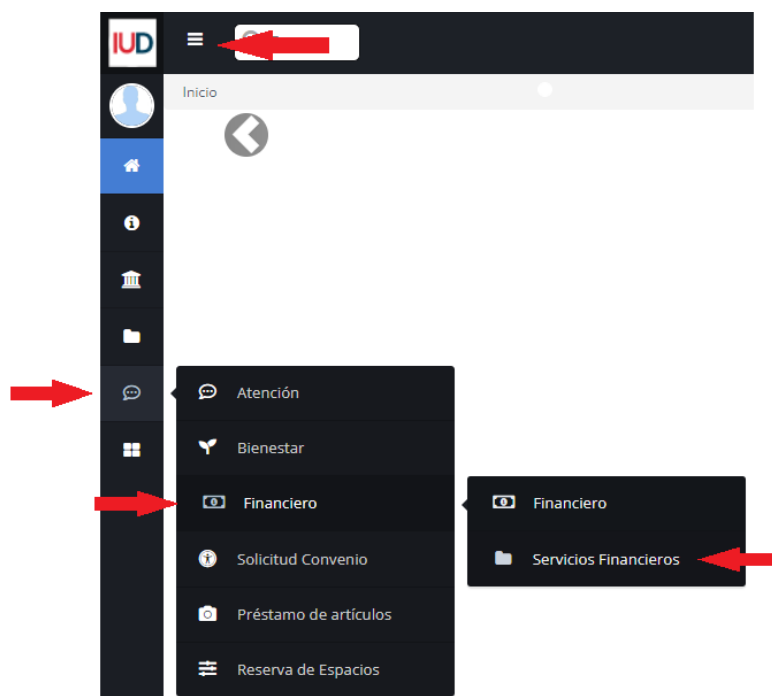 IUD
Inicio
Atención
Bienestar
Financiero
Financiero
Solicitud Convenio
Servicios Financieros
Préstamo de artículos
Reserva de Espacios